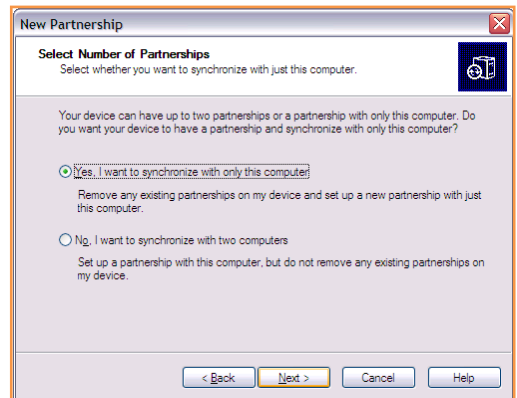 New Partnership
Select Number of Partnerships
Select whether you want to synchronize with just this computer.
Your device can have up to two partnerships or a partnership with only this computer. Do
you want your device to have a partnership and synchronize with only this computer?
Yes, I want to synchronize with only this computer
Remove any existing partnerships on my device and set up a new partnership with just
this computer.
No, I want to synchronize with two computers
Set up a partnership with this computer, but do not remove any existing partnerships on
my device.
< Back Next > Cancel Help